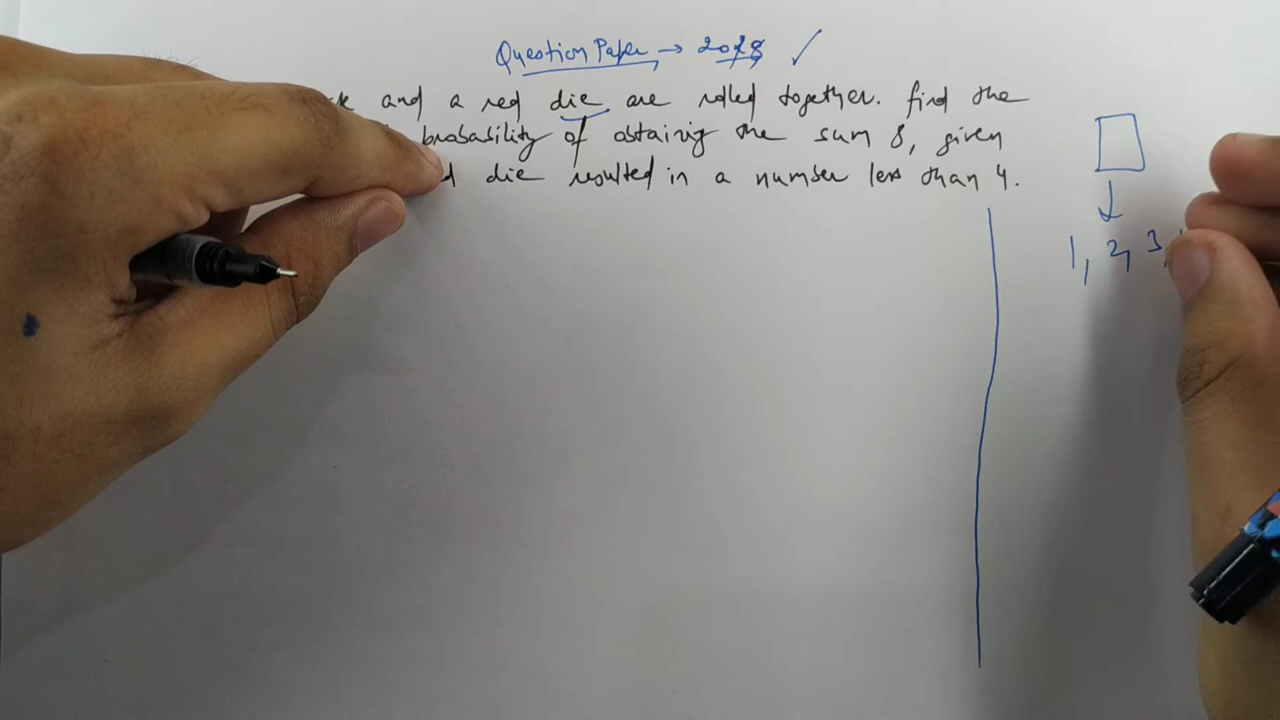 Question Paper → 2018 ✓
and a red die are rolled together. find the
probability of obtaining the sum 8, given
die resulted in a number less than 4.
1, 2, 3,